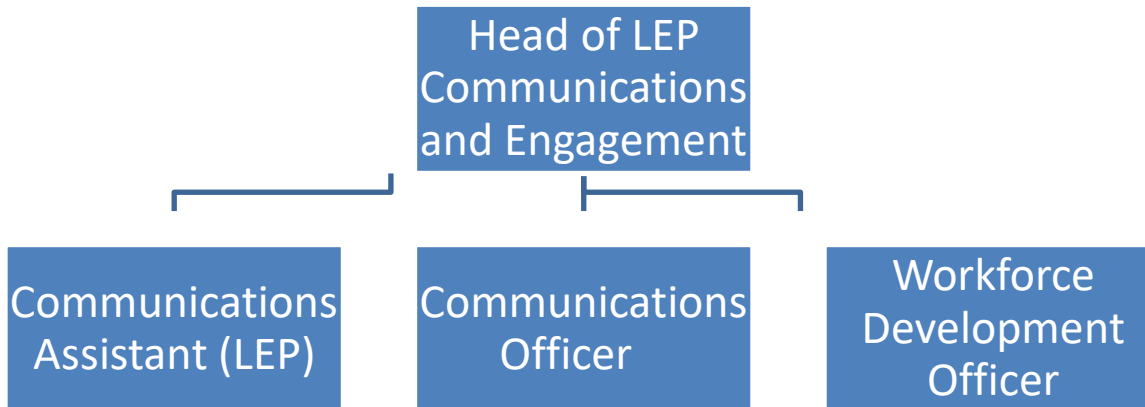 Head of LEP
Communications
and Engagement
Communications
Assistant (LEP)
Communications
Officer
Workforce
Development
Officer